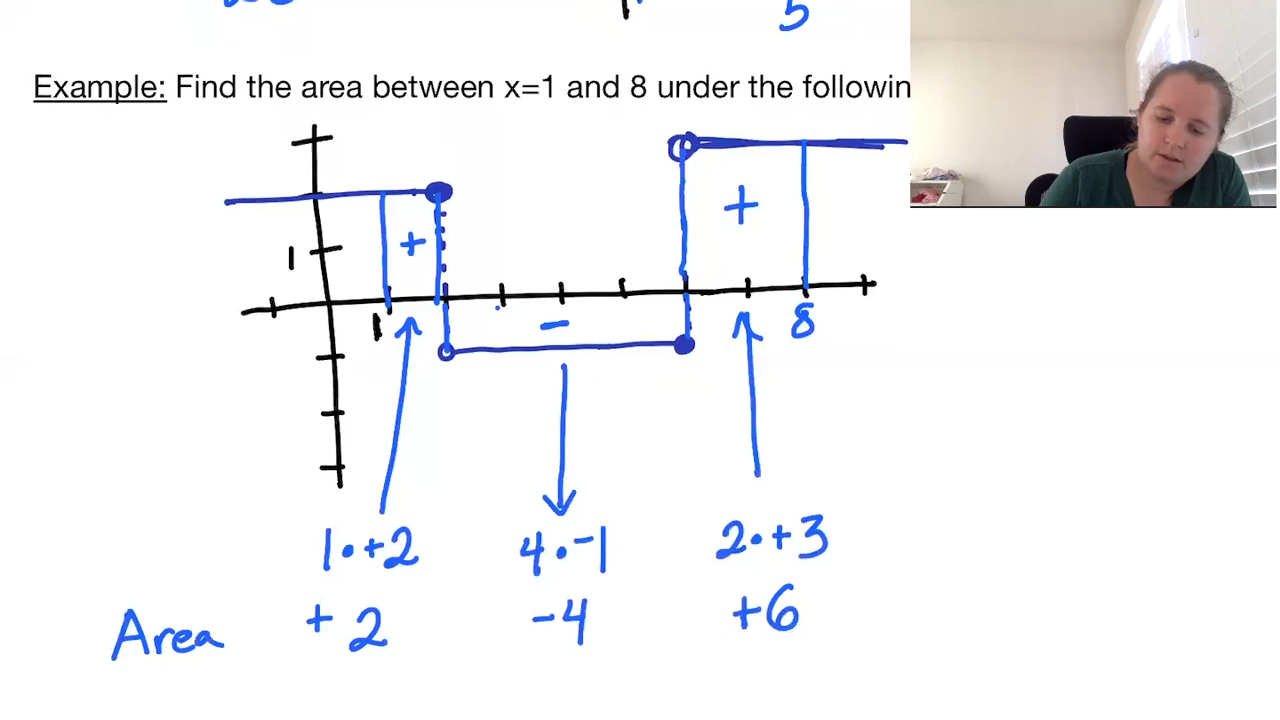 5
Example: Find the area between x=1 and 8 under the followin
1
1
+
-
+
8
1·+2 4·-1 2·+3
Area +2 -4 +6